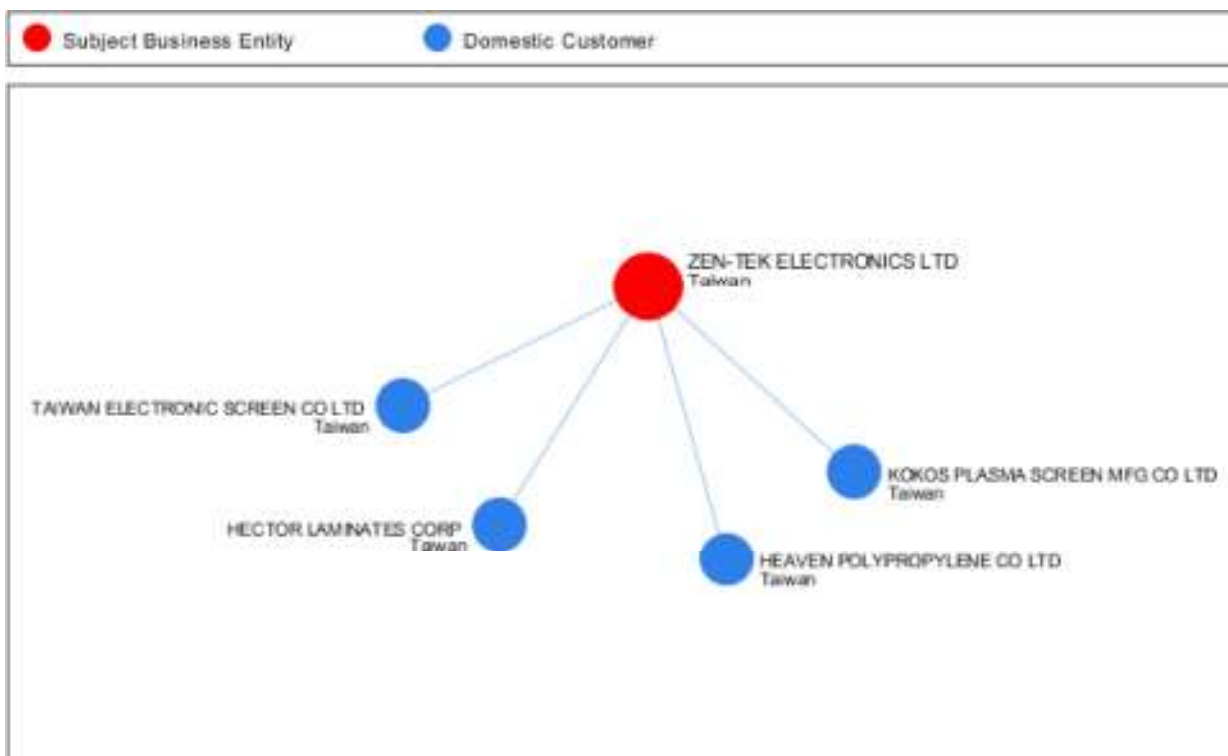 Subject Business Entity
Domestic Customer
ZEN-TEK ELECTRONICS LTD
Taiwan
TAIWAN ELECTRONIC SCREEN CO LTD
Taiwan
KOKOS PLASMA SCREEN MFG CO LTD
Taiwan
HECTOR LAMINATES CORP
Taiwan
HEAVEN POLYPROPYLENE CO LTD
Taiwan